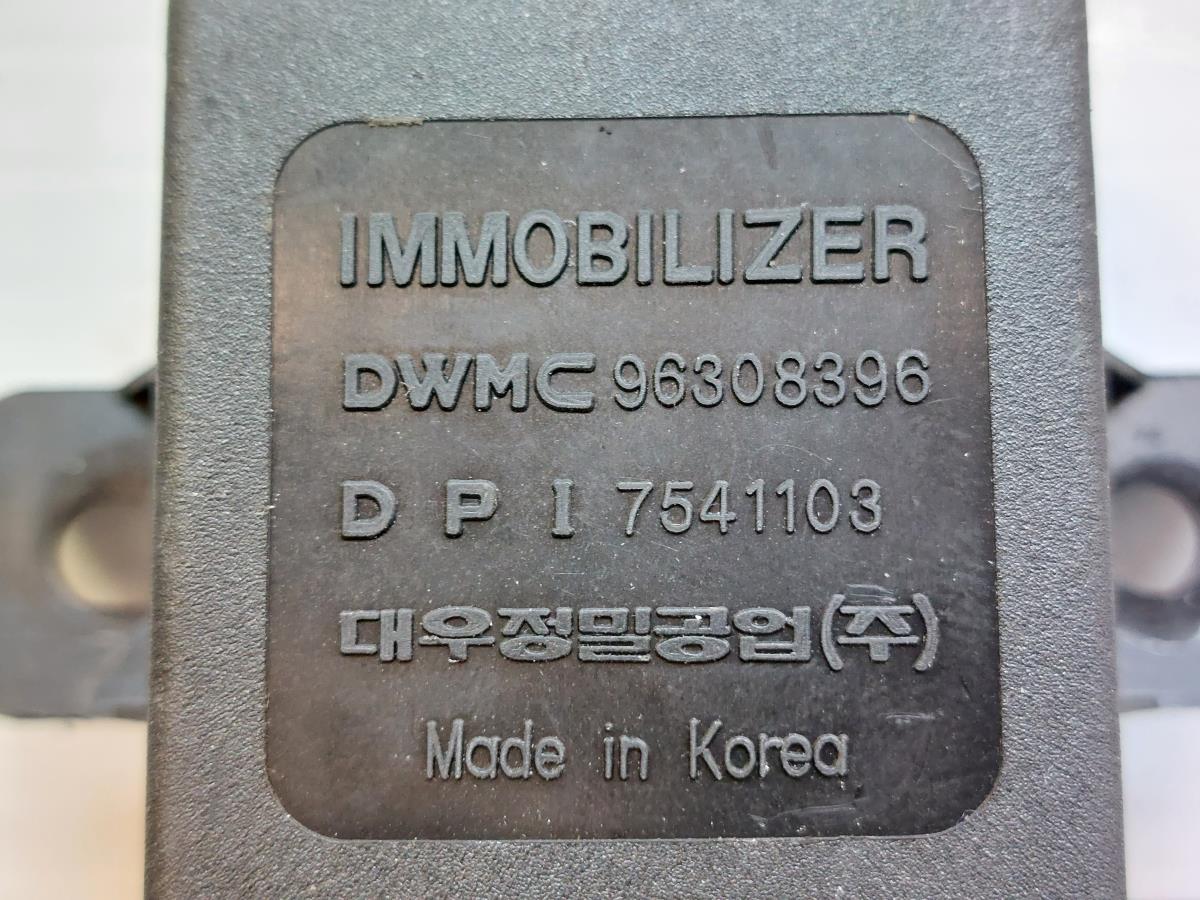 IMMOBILIZER
DWMC 96308396
D P I 7541103
대우정밀공업(주)
Made in Korea